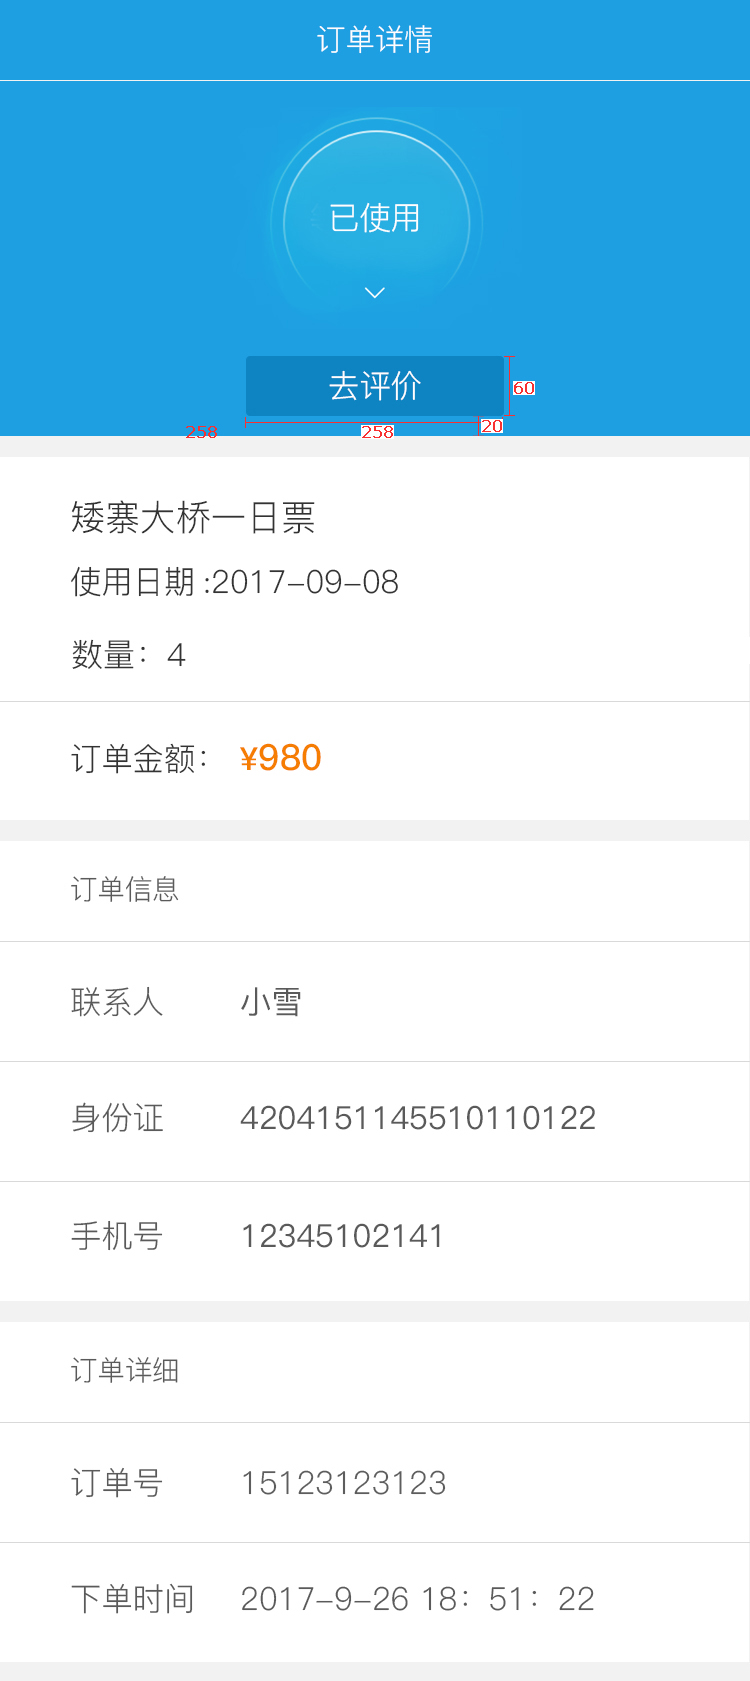 订单详情
已使用
去评价
60
258
258
20
矮寨大桥一日票
使用日期 :2017-09-08
数量：4
订单金额： ¥980
订单信息
联系人 小雪
身份证 4204151145510110122
手机号 12345102141
订单详细
订单号 15123123123
下单时间 2017-9-26 18：51：22